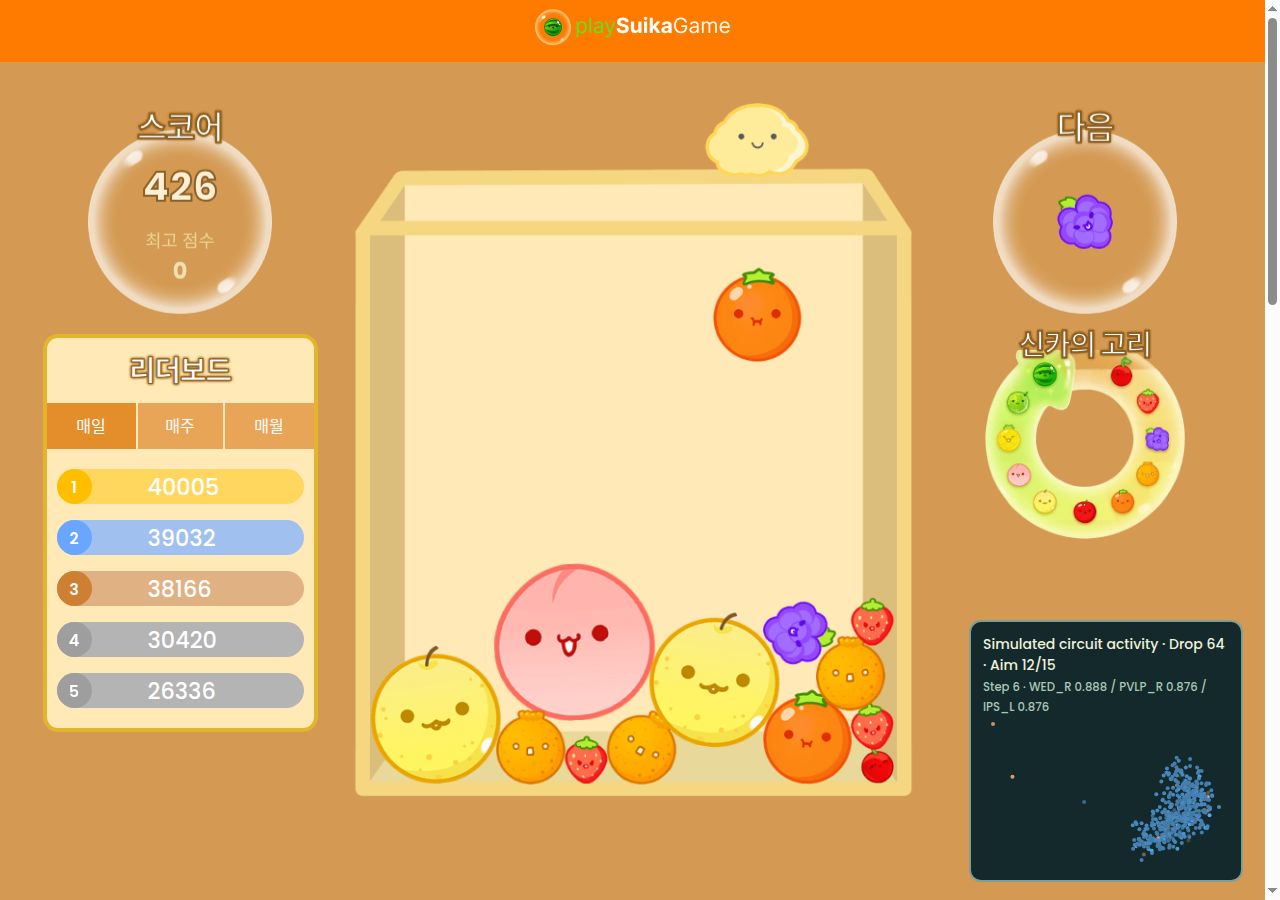 playSuikaGame
스코어
426
최고 점수
0
리더보드
매일 매주 매월
1 40005
2 39032
3 38166
4 30420
5 26336
다음
신카의 고리
Simulated circuit activity · Drop 64
· Aim 12/15
Step 6 · WED_R 0.888 / PVLP_R 0.876 /
IPS_L 0.876